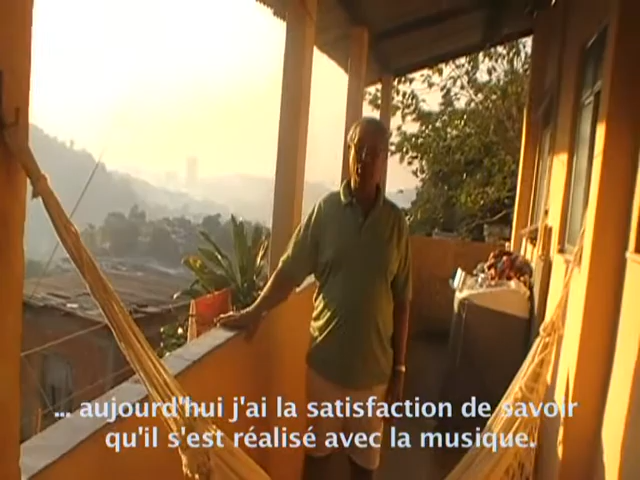 ... aujourd'hui j'ai la satisfaction de savoir
qu'il s'est réalisé avec la musique.